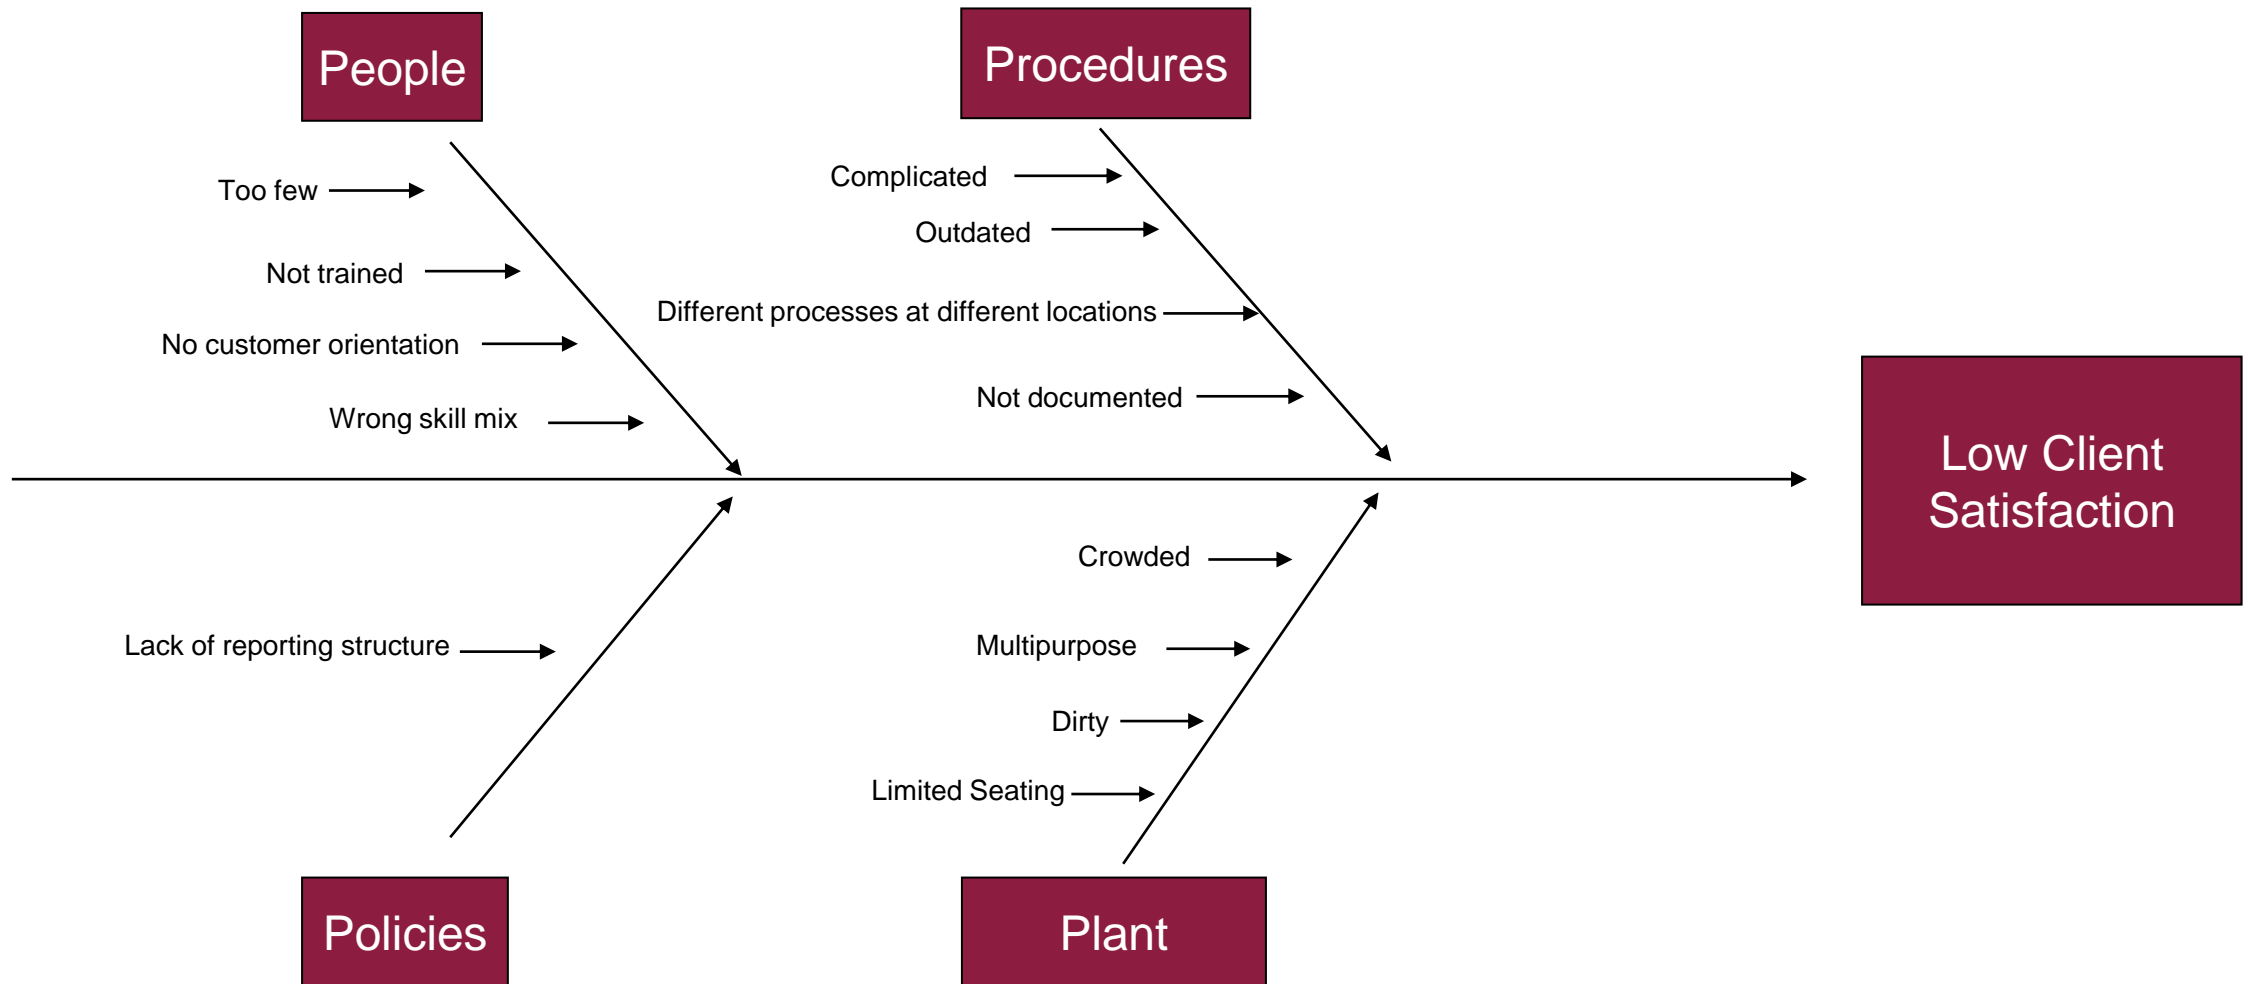 People
Procedures
Too few
Complicated
Outdated
Not trained
Different processes at different locations
No customer orientation
Not documented
Wrong skill mix
Low Client
Satisfaction
Crowded
Lack of reporting structure
Multipurpose
Dirty
Limited Seating
Policies
Plant